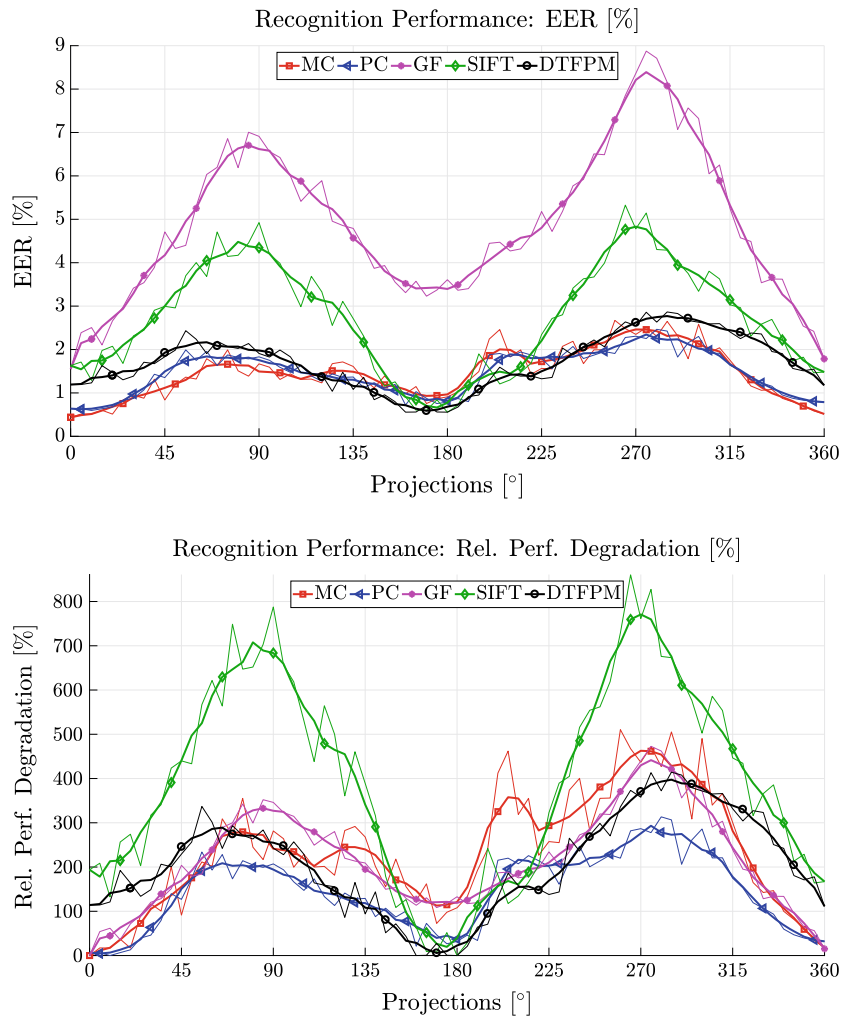 Recognition Performance: EER [%]
MC PC GF SIFT DTFPM
9
8
7
6
5
4
3
2
1
0
EER [%]
0 45 90 135 180 225 270 315 360
Projections [°]
Recognition Performance: Rel. Perf. Degradation [%]
MC PC GF SIFT DTFPM
800
700
600
500
400
300
200
100
0
Rel. Perf. Degradation [%]
0 45 90 135 180 225 270 315 360
Projections [°]